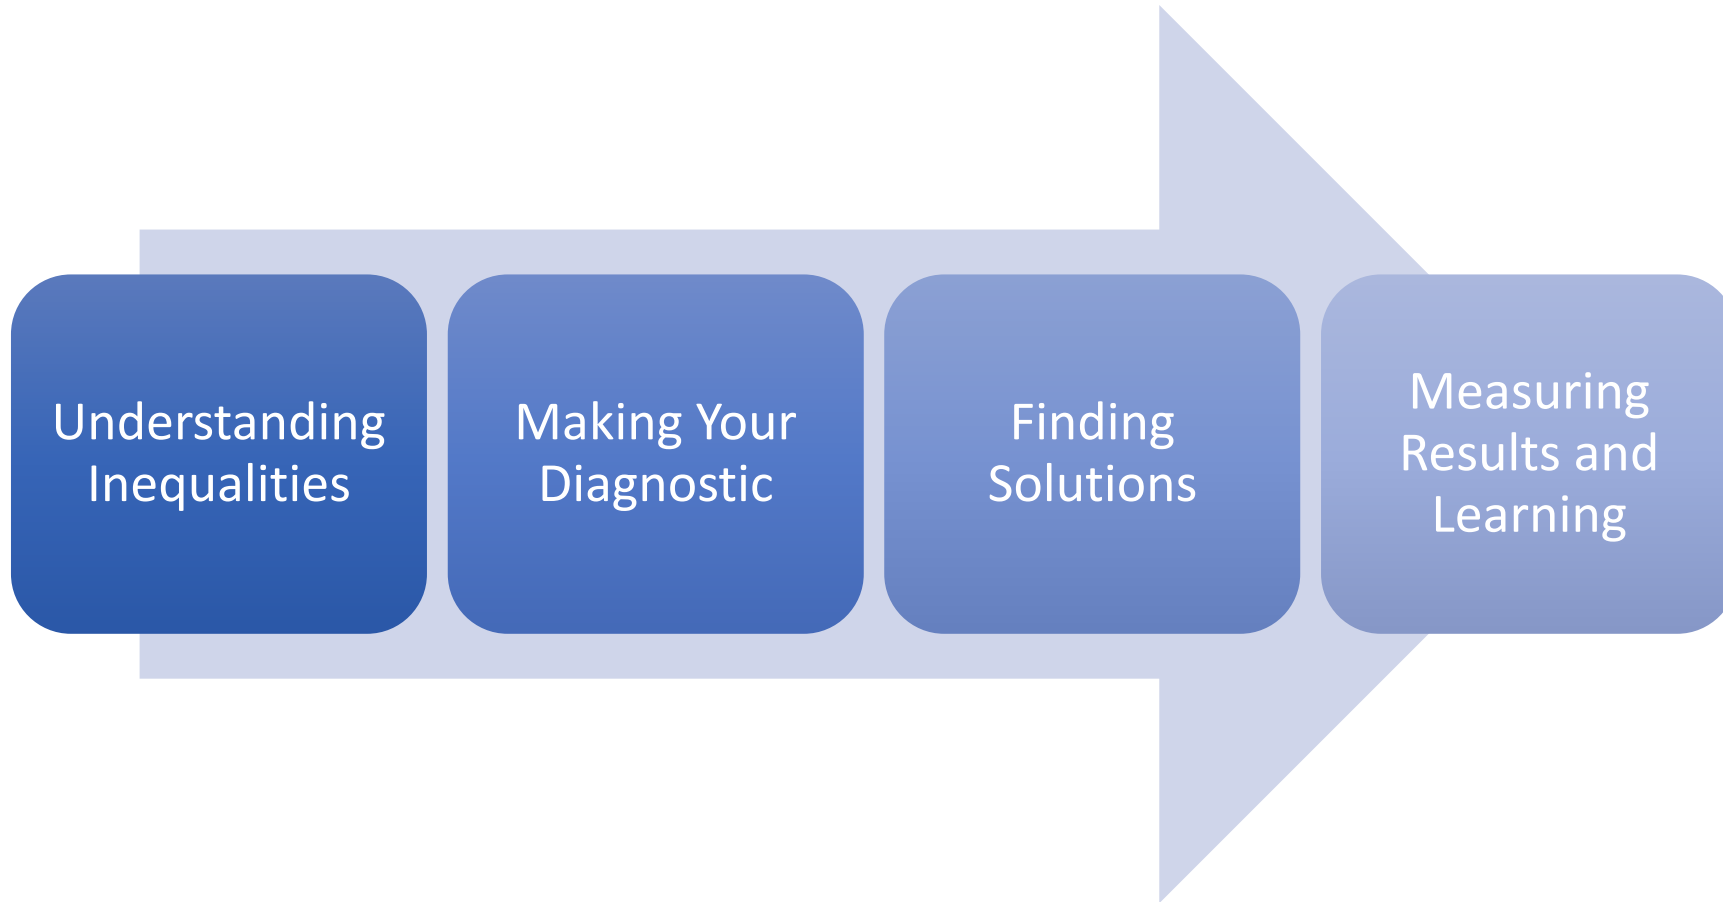 Understanding
Inequalities
Making Your
Diagnostic
Finding
Solutions
Measuring
Results and
Learning